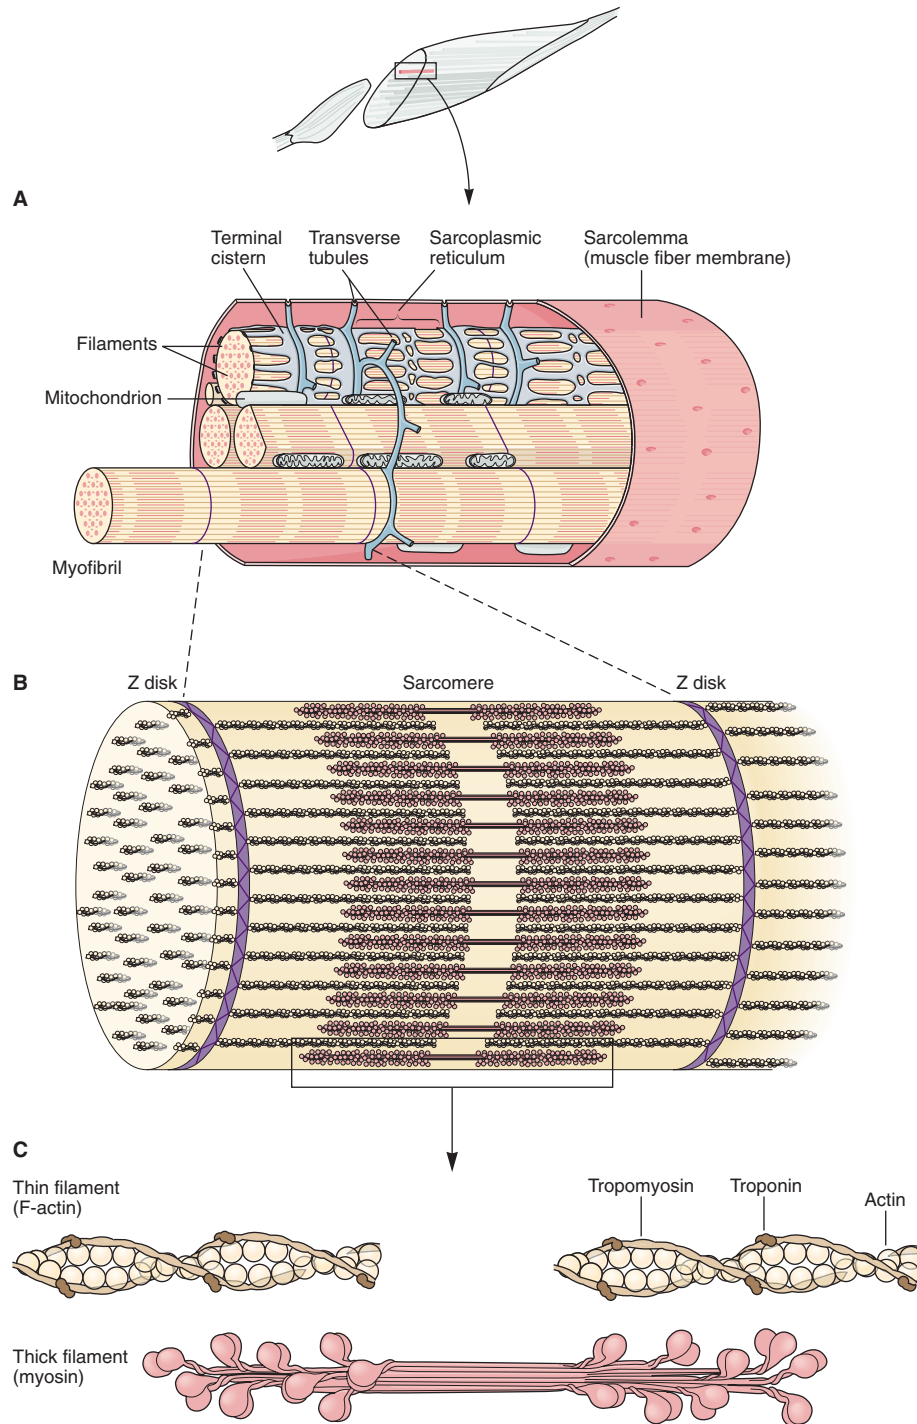 A
Terminal
cistern
Transverse
tubules
Sarcoplasmic
reticulum
Sarcolemma
(muscle fiber membrane)
Filaments
Mitochondrion
Myofibril
B
Z disk
Sarcomere
Z disk
C
Thin filament
(F-actin)
Tropomyosin
Troponin
Actin
Thick filament
(myosin)